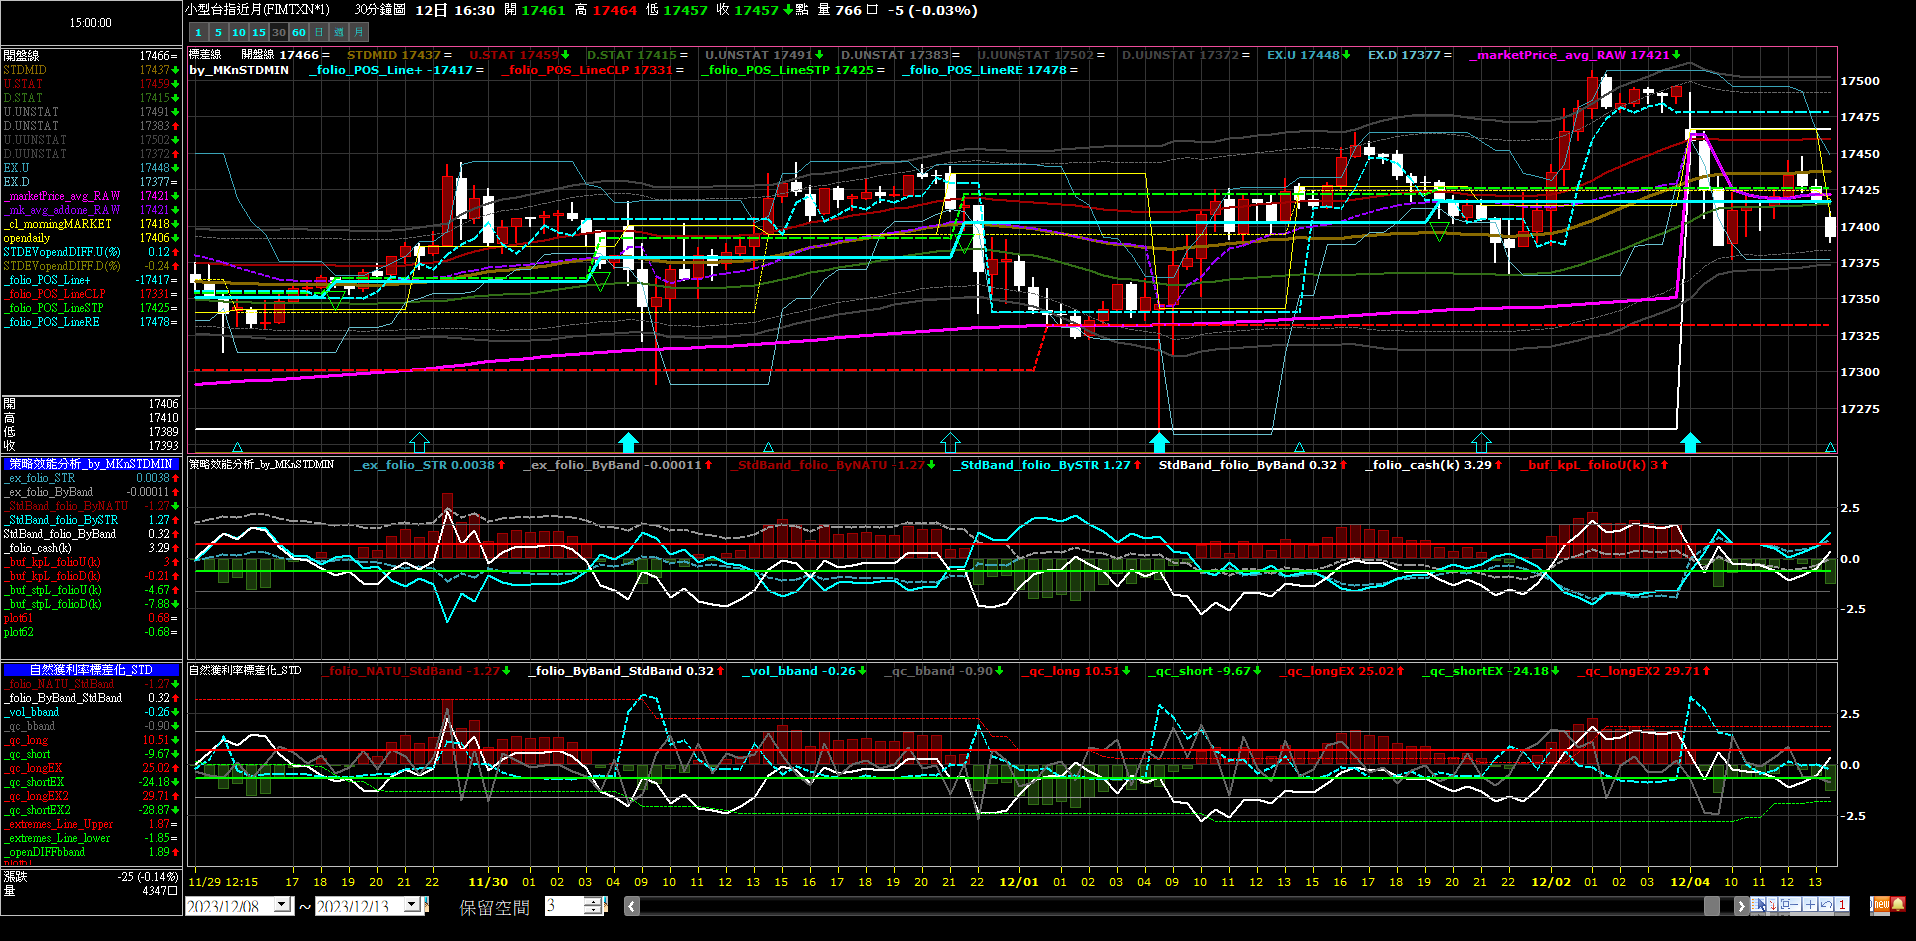 15:00:00
小型台指近月(FIMTXN*1) 30分鐘圖 12日 16:30 開 17461 高 17464 低 17457 收 17457 點 量 766口 -5 (-0.03%)
1 5 10 15 30 60 日 週 月
標差線 開盤線 17466= STDMID 17437= U.STAT 17459 D.STAT 17415= U.UNSTAT 17491 D.UNSTAT 17383= U.UUNSTAT 17502= D.UUNSTAT 17372= EX.U 17448 EX.D 17377= _marketPrice_avg_RAW 17421
by_MKnSTDMIN _folio_POS_Line+ -17417= _folio_POS_LineCLP 17331= _folio_POS_LineSTP 17425= _folio_POS_LineRE 17478=
開盤線 17466=
STDMID 17437
U.STAT 17459
D.STAT 17415
U.UNSTAT 17491
D.UNSTAT 17383
U.UUNSTAT 17502
D.UUNSTAT 17372
EX.U 17448
EX.D 17377=
_marketPrice_avg_RAW 17421
_mk_avg_addons_RAW 17421
_cl_morningMARKET 17418
opendaily 17406
STDEVopendDIFF.U(%) 0.12
STDEVopendDIFF.D(%) -0.24
_folio_POS_Line+ -17417=
_folio_POS_LineCLP 17331=
_folio_POS_LineSTP 17425=
_folio_POS_LineRE 17478=
17500
17475
17450
17425
17400
17375
17350
17325
17300
17275
開 17406
高 17410
低 17389
收 17393
策略效能分析_by_MKnSTDMIN
_ex_folio_STR 0.0038
_ex_folio_ByBand -0.00011
_StdBand_folio_ByNATU -1.27
_StdBand_folio_BySTR 1.27
StdBand_folio_ByBand 0.32
_folio_cash(k) 3.29
_buf_kpL_folioU(k) 3
_buf_kpL_folioD(k) -0.21
_buf_stpL_folioU(k) -4.67
_buf_stpL_folioD(k) -7.88
plot61 0.68=
plot62 -0.68=
策略效能分析_by_MKnSTDMIN _ex_folio_STR 0.0038 _ex_folio_ByBand -0.00011 _StdBand_folio_ByNATU -1.27 _StdBand_folio_BySTR 1.27 StdBand_folio_ByBand 0.32 _folio_cash(k) 3.29 _buf_kpL_folioU(k) 3
2.5
0.0
-2.5
自然獲利率標差化_STD
_folio_NATU_StdBand -1.27
_folio_ByBand_StdBand 0.32
_vol_bband -0.26
_qc_bband -0.90
_qc_long 10.51
_qc_short -9.67
_qc_longEX 25.02
_qc_shortEX -24.18
_qc_longEX2 29.71
_qc_shortEX2 -28.87
_extremes_Line_Upper 1.87=
_extremes_Line_lower -1.85=
_openDIFFbband 1.89
自然獲利率標差化_STD _folio_NATU_StdBand -1.27 _folio_ByBand_StdBand 0.32 _vol_bband -0.26 _qc_bband -0.90 _qc_long 10.51 _qc_short -9.67 _qc_longEX 25.02 _qc_shortEX -24.18 _qc_longEX2 29.71
2.5
0.0
-2.5
漲跌 -25 (-0.14%)
量 4347口
11/29 12:15 17 18 19 20 21 22 11/30 01 02 03 04 09 10 11 12 13 15 16 17 18 19 20 21 22 12/01 01 02 03 04 09 10 11 12 13 15 16 17 18 19 20 21 22 12/02 01 02 03 12/04 10 11 12 13
2023/12/08 ~ 2023/12/13 保留空間 3
1
new